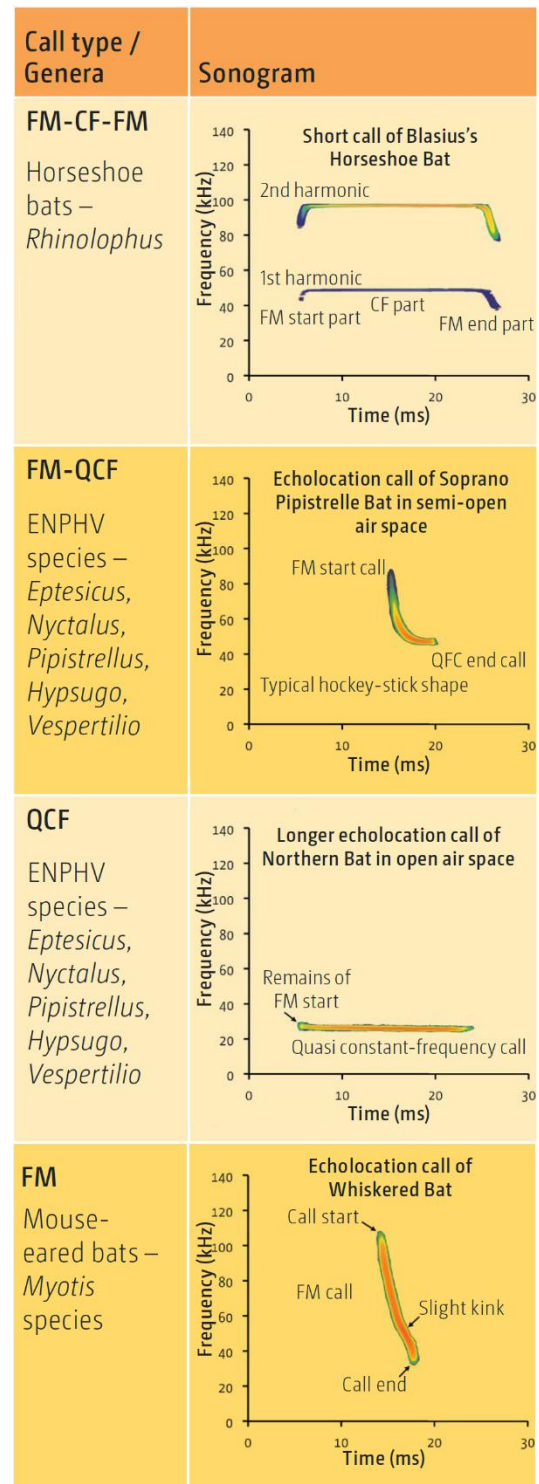 Call type /
Genera
Sonogram
FM-CF-FM
Horseshoe
bats –
Rhinolophus
Short call of Blasius's
Horseshoe Bat
Frequency (kHz)
140
120
100
80
60
40
20
0
2nd harmonic
1st harmonic
FM start part
CF part
FM end part
0 10 20 30
Time (ms)
FM-QCF
ENPHV
species –
Eptesicus,
Nyctalus,
Pipistrellus,
Hypsugo,
Vespertilio
Echolocation call of Soprano
Pipistrelle Bat in semi-open
air space
Frequency (kHz)
140
120
100
80
60
40
20
0
FM start call
QFC end call
Typical hockey-stick shape
0 10 20 30
Time (ms)
QCF
ENPHV
species –
Eptesicus,
Nyctalus,
Pipistrellus,
Hypsugo,
Vespertilio
Longer echolocation call of
Northern Bat in open air space
Frequency (kHz)
140
120
100
80
60
40
20
0
Remains of
FM start
Quasi constant-frequency call
0 10 20 30
Time (ms)
FM
Mouse-
eared bats –
Myotis
species
Echolocation call of
Whiskered Bat
Frequency (kHz)
140
120
100
80
60
40
20
0
Call start
FM call
Slight kink
Call end
0 10 20 30
Time (ms)